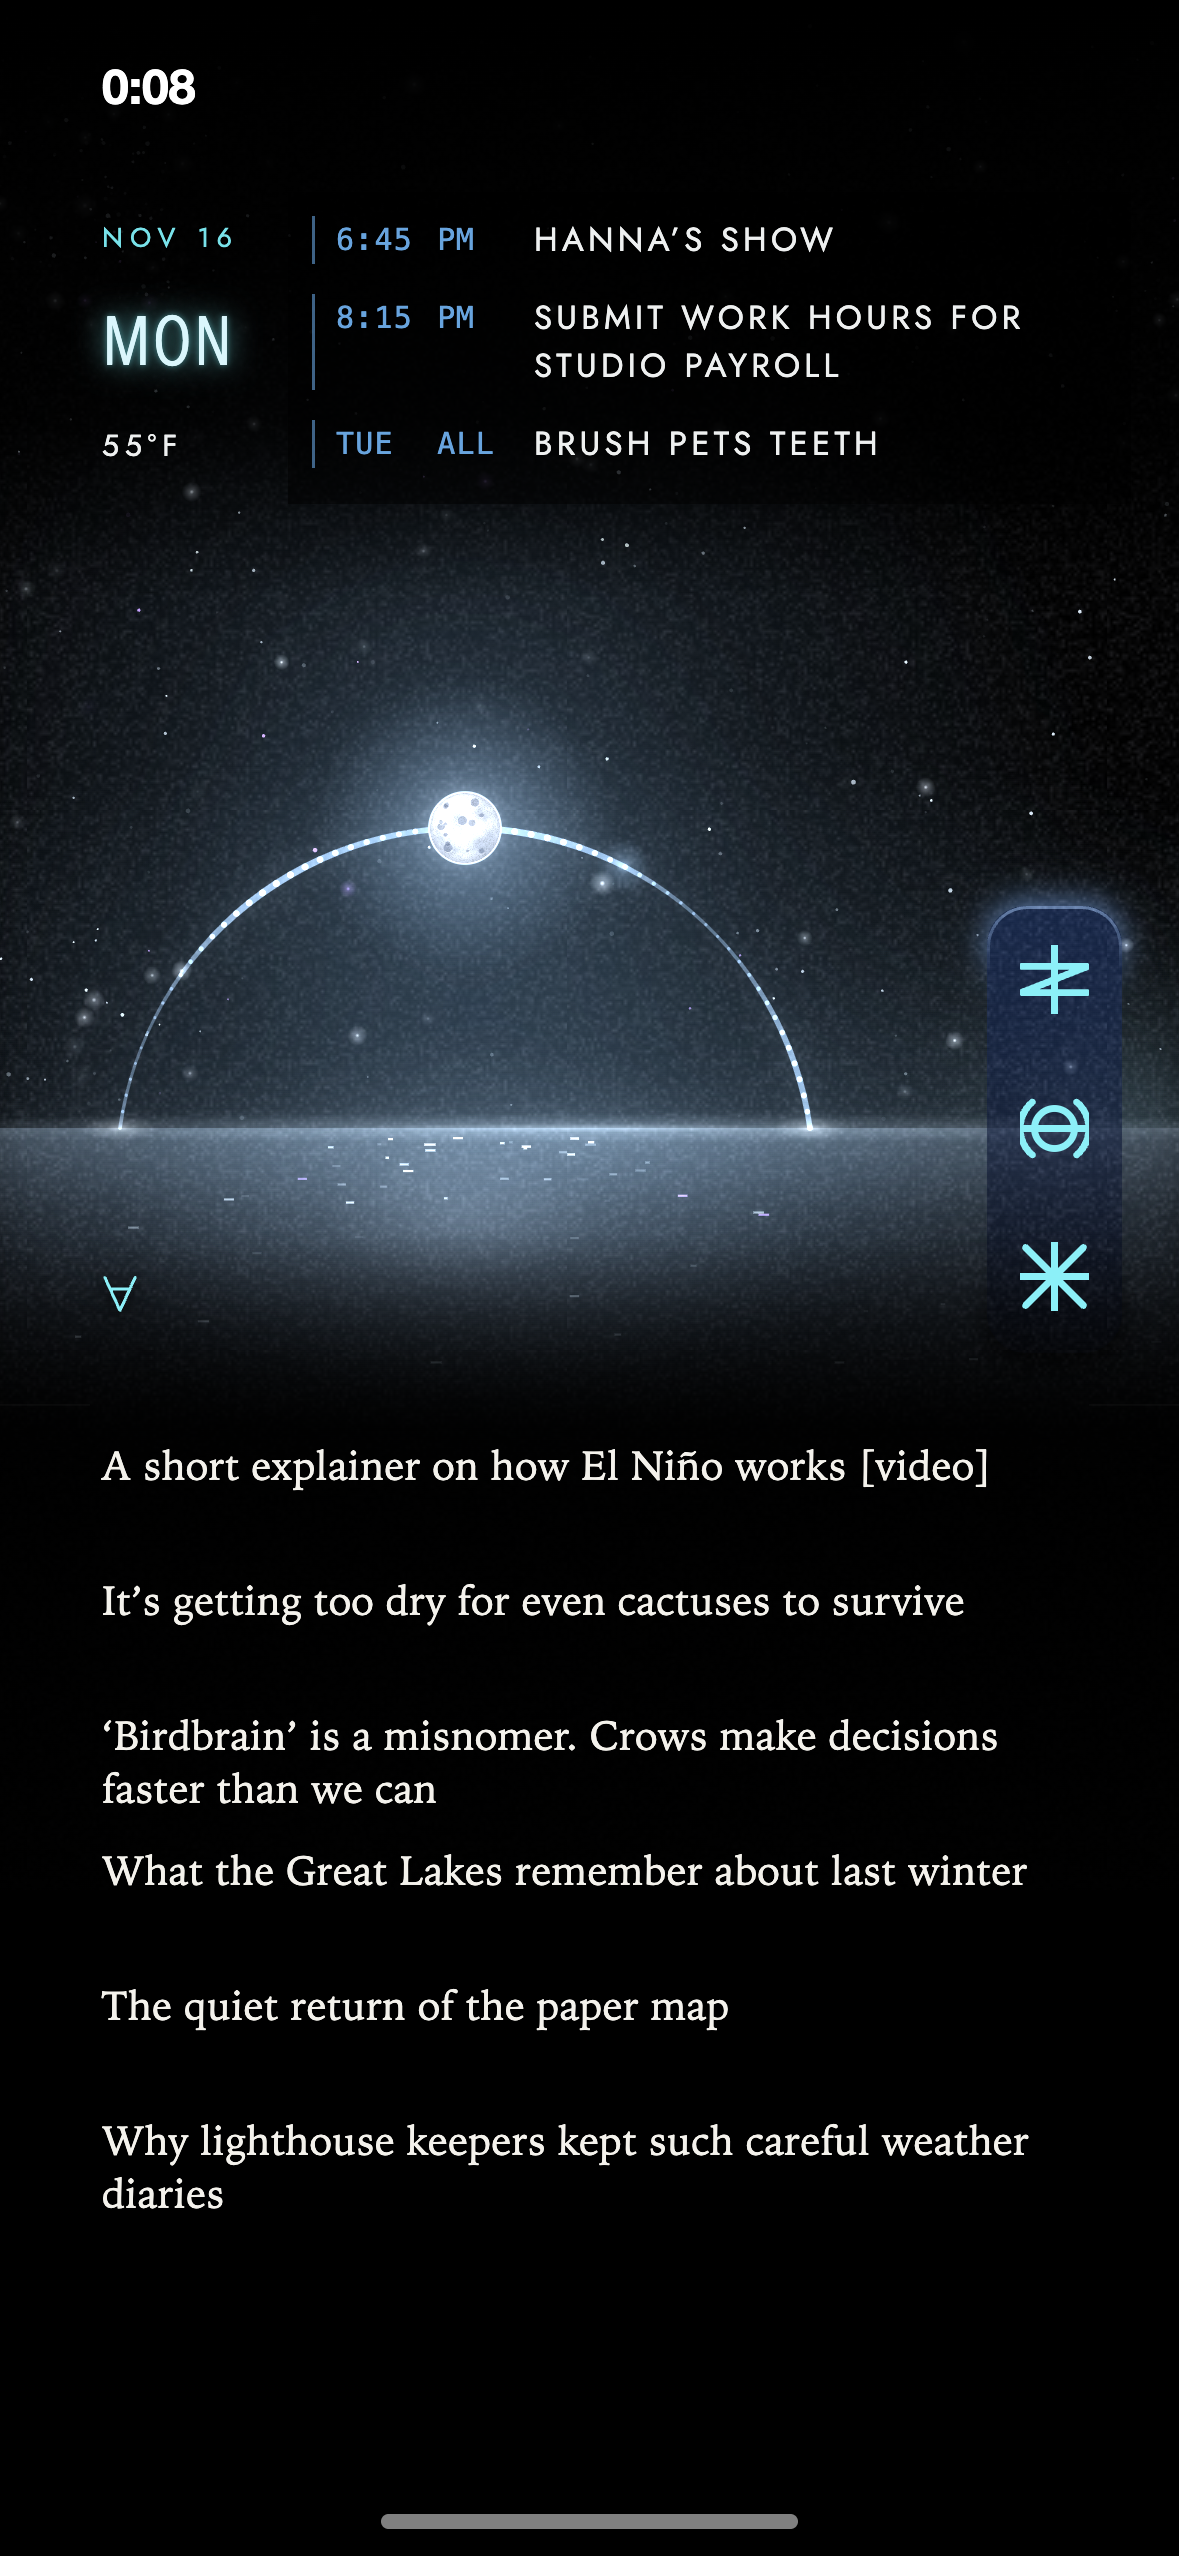 0:08
NOV 16
MON
55°F
6:45 PM HANNA’S SHOW
8:15 PM SUBMIT WORK HOURS FOR
STUDIO PAYROLL
TUE ALL BRUSH PETS TEETH
A short explainer on how El Niño works [video]
It’s getting too dry for even cactuses to survive
‘Birdbrain’ is a misnomer. Crows make decisions
faster than we can
What the Great Lakes remember about last winter
The quiet return of the paper map
Why lighthouse keepers kept such careful weather
diaries